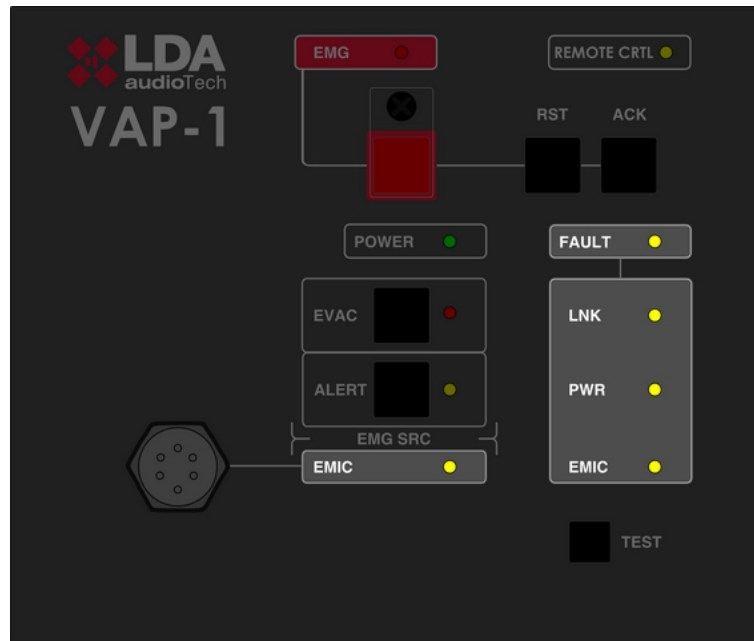 LDA
audioTech
VAP-1
EMG
REMOTE CRTL
RST
ACK
POWER
FAULT
EVAC
LNK
ALERT
PWR
EMG SRC
EMIC
EMIC
TEST